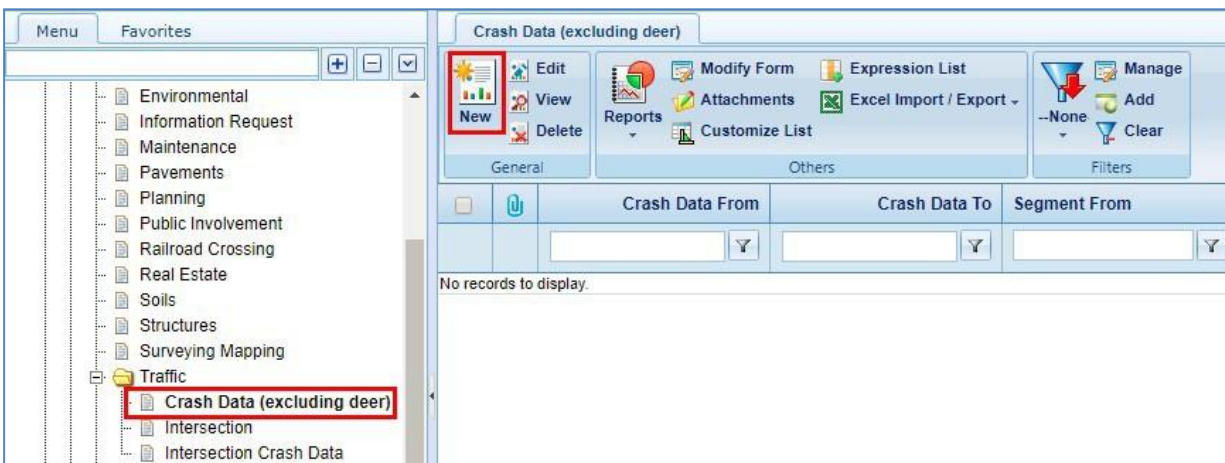 Menu
Favorites
Environmental
Information Request
Maintenance
Pavements
Planning
Public Involvement
Railroad Crossing
Real Estate
Soils
Structures
Surveying Mapping
Traffic
Crash Data (excluding deer)
Intersection
Intersection Crash Data
Crash Data (excluding deer)
New
Edit
View
Delete
General
Reports
Modify Form
Attachments
Customize List
Expression List
Excel Import / Export
Others
--None
Manage
Add
Clear
Filters
Crash Data From
Crash Data To
Segment From
No records to display.